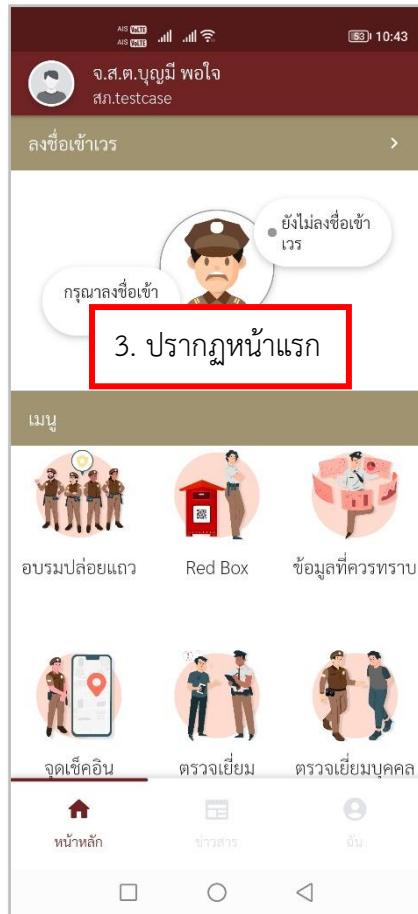 AIS VoLTE
AIS VoLTE
53 10:43
จ.ส.ต.บุญมี พอใจ
สภ.testcase
ลงชื่อเข้าเวร
ยังไม่ลงชื่อเข้า
เวร
กรุณาลงชื่อเข้า
3. ปรากฏหน้าแรก
เมนู
อบรมปล่อยแถว Red Box ข้อมูลที่ควรทราบ
จุดเช็คอิน ตรวจเยี่ยม ตรวจเยี่ยมบุคคล
หน้าหลัก ข่าวสาร ฉัน